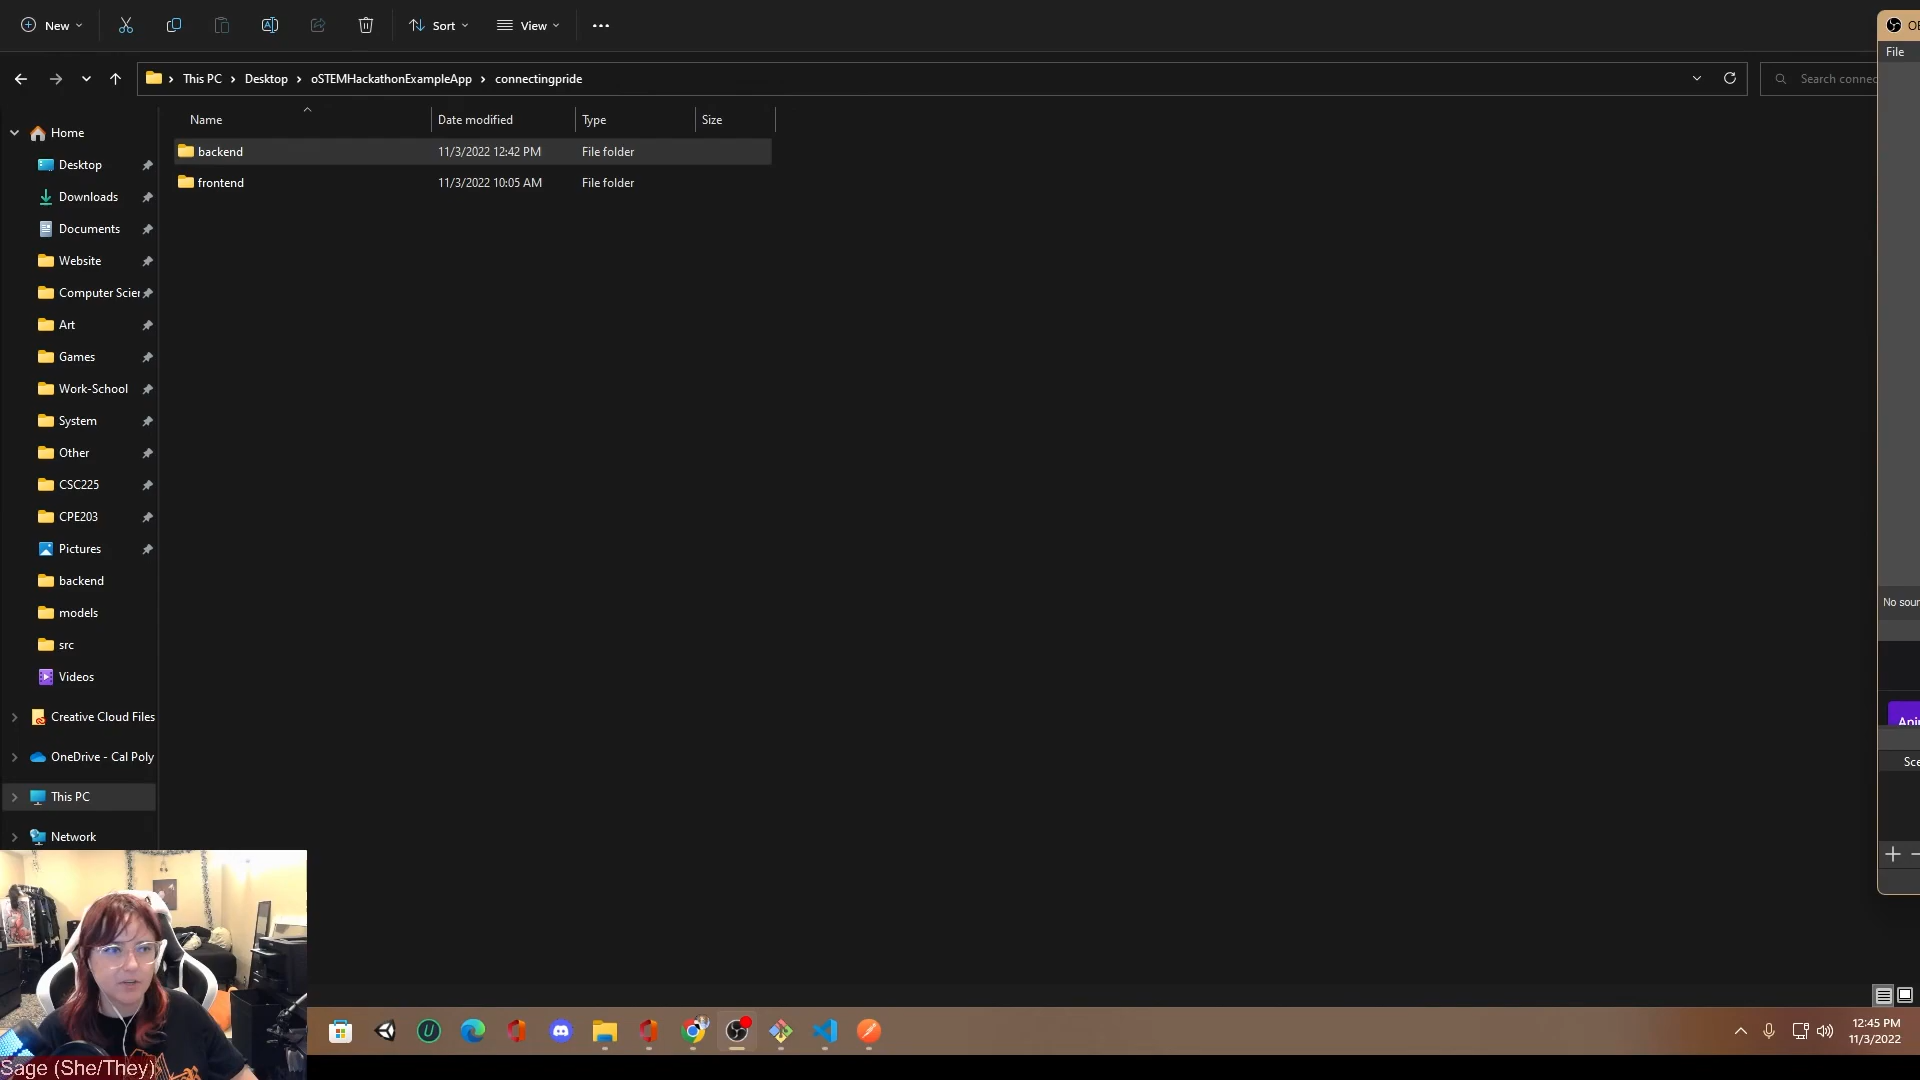 New
Sort
View
This PC
Desktop
oSTEMHackathonExampleApp
connectingpride
Search connec
File
Name
Date modified
Type
Size
backend
11/3/2022 12:42 PM
File folder
frontend
11/3/2022 10:05 AM
File folder
Home
Desktop
Downloads
Documents
Website
Computer Scier
Art
Games
Work-School
System
Other
CSC225
CPE203
Pictures
backend
models
src
Videos
Creative Cloud Files
OneDrive - Cal Poly
This PC
Network
No sour
Sce
12:45 PM
11/3/2022
Sage (She/They)